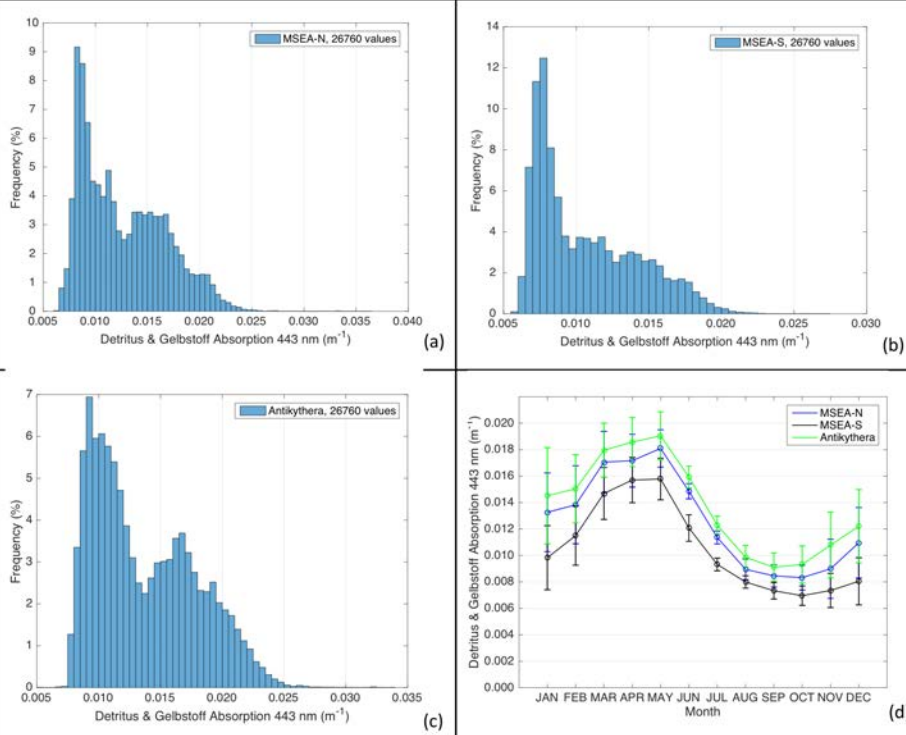 MSEA-N, 26760 values
10
9
8
7
6
5
4
3
2
1
0
Frequency (%)
0.005 0.010 0.015 0.020 0.025 0.030 0.035 0.040
Detritus & Gelbstoff Absorption 443 nm (m⁻¹)
(a)
MSEA-S, 26760 values
14
12
10
8
6
4
2
0
Frequency (%)
0.005 0.010 0.015 0.020 0.025 0.030
Detritus & Gelbstoff Absorption 443 nm (m⁻¹)
(b)
Antikythera, 26760 values
7
6
5
4
3
2
1
0
Frequency (%)
0.005 0.010 0.015 0.020 0.025 0.030 0.035
Detritus & Gelbstoff Absorption 443 nm (m⁻¹)
(c)
MSEA-N
MSEA-S
Antikythera
0.020
0.018
0.016
0.014
0.012
0.010
0.008
0.006
0.004
0.002
0.000
Detritus & Gelbstoff Absorption 443 nm (m⁻¹)
JAN FEB MAR APR MAY JUN JUL AUG SEP OCT NOV DEC
Month
(d